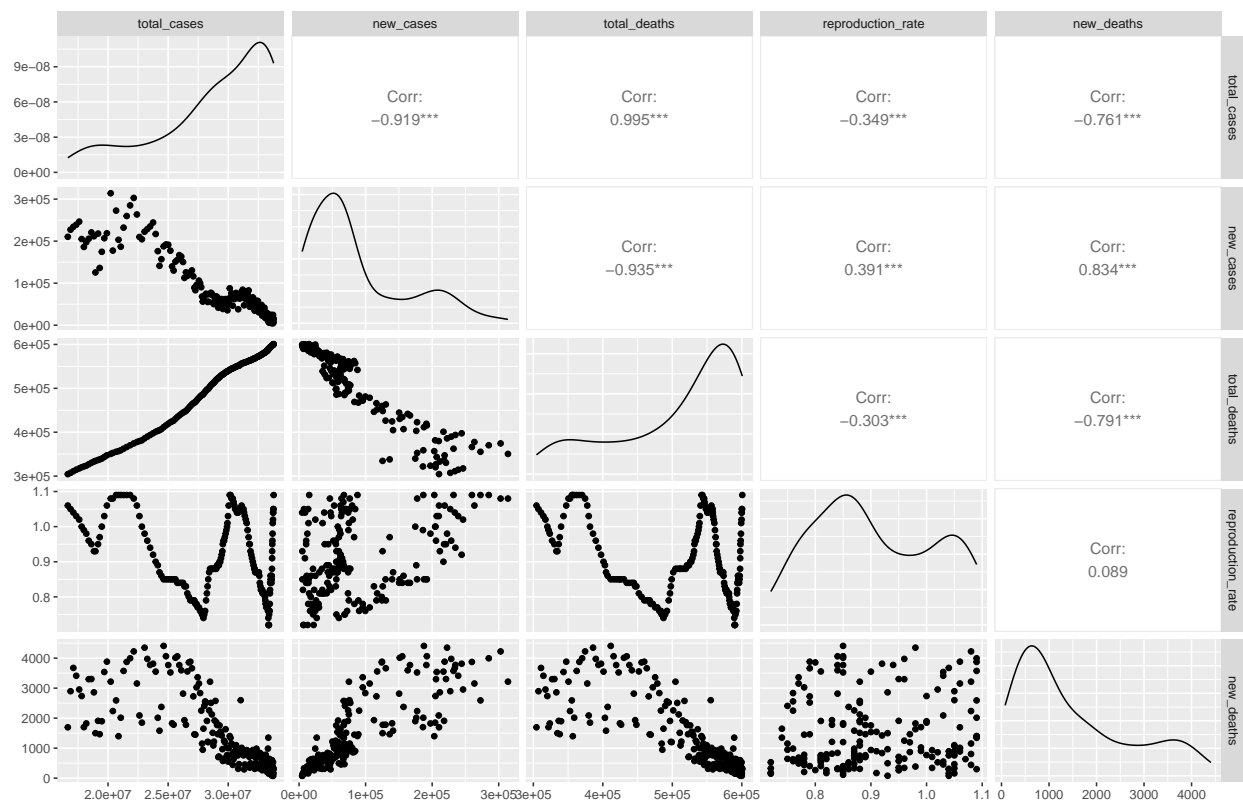 total_cases
new_cases
total_deaths
reproduction_rate
new_deaths
9e−08
6e−08
3e−08
0e+00
Corr:
−0.919***
Corr:
0.995***
Corr:
−0.349***
Corr:
−0.761***
total_cases
3e+05
2e+05
1e+05
0e+00
Corr:
−0.935***
Corr:
0.391***
Corr:
0.834***
new_cases
6e+05
5e+05
4e+05
3e+05
Corr:
−0.303***
Corr:
−0.791***
total_deaths
1.1
1.0
0.9
0.8
Corr:
0.089
reproduction_rate
4000
3000
2000
1000
0
new_deaths
2.0e+07 2.5e+07 3.0e+07
0e+00 1e+05 2e+05 3e+05
3e+05 4e+05 5e+05 6e+05
0.8 0.9 1.0 1.1
0 1000 2000 3000 4000